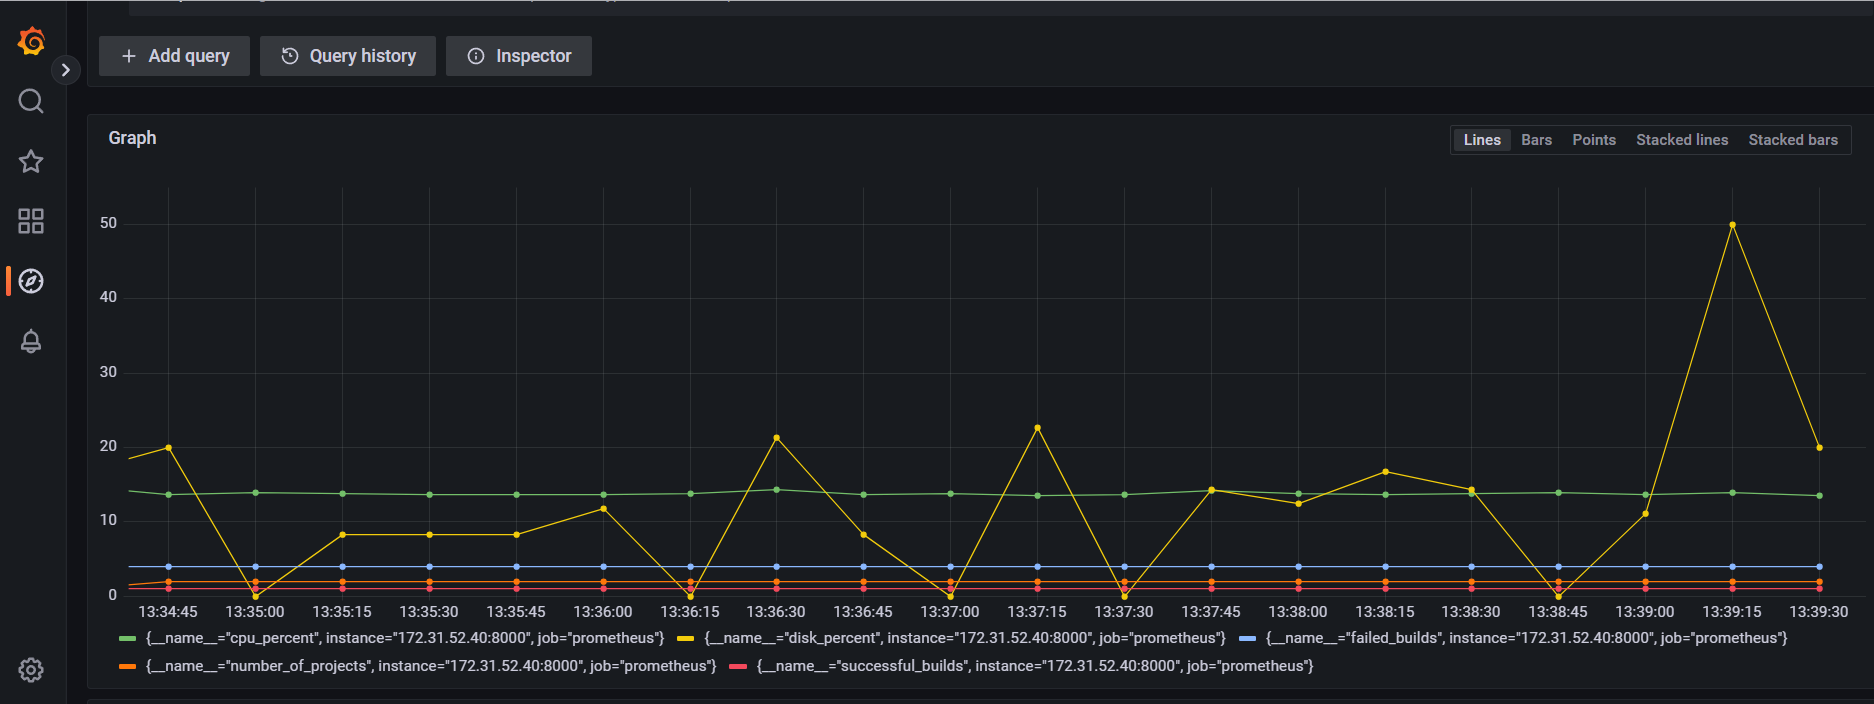 Add query Query history Inspector
Graph
Lines Bars Points Stacked lines Stacked bars
50
40
30
20
10
0
13:34:45 13:35:00 13:35:15 13:35:30 13:35:45 13:36:00 13:36:15 13:36:30 13:36:45 13:37:00 13:37:15 13:37:30 13:37:45 13:38:00 13:38:15 13:38:30 13:38:45 13:39:00 13:39:15 13:39:30
{__name__="cpu_percent", instance="172.31.52.40:8000", job="prometheus"} {__name__="disk_percent", instance="172.31.52.40:8000", job="prometheus"} {__name__="failed_builds", instance="172.31.52.40:8000", job="prometheus"}
{__name__="number_of_projects", instance="172.31.52.40:8000", job="prometheus"} {__name__="successful_builds", instance="172.31.52.40:8000", job="prometheus"}